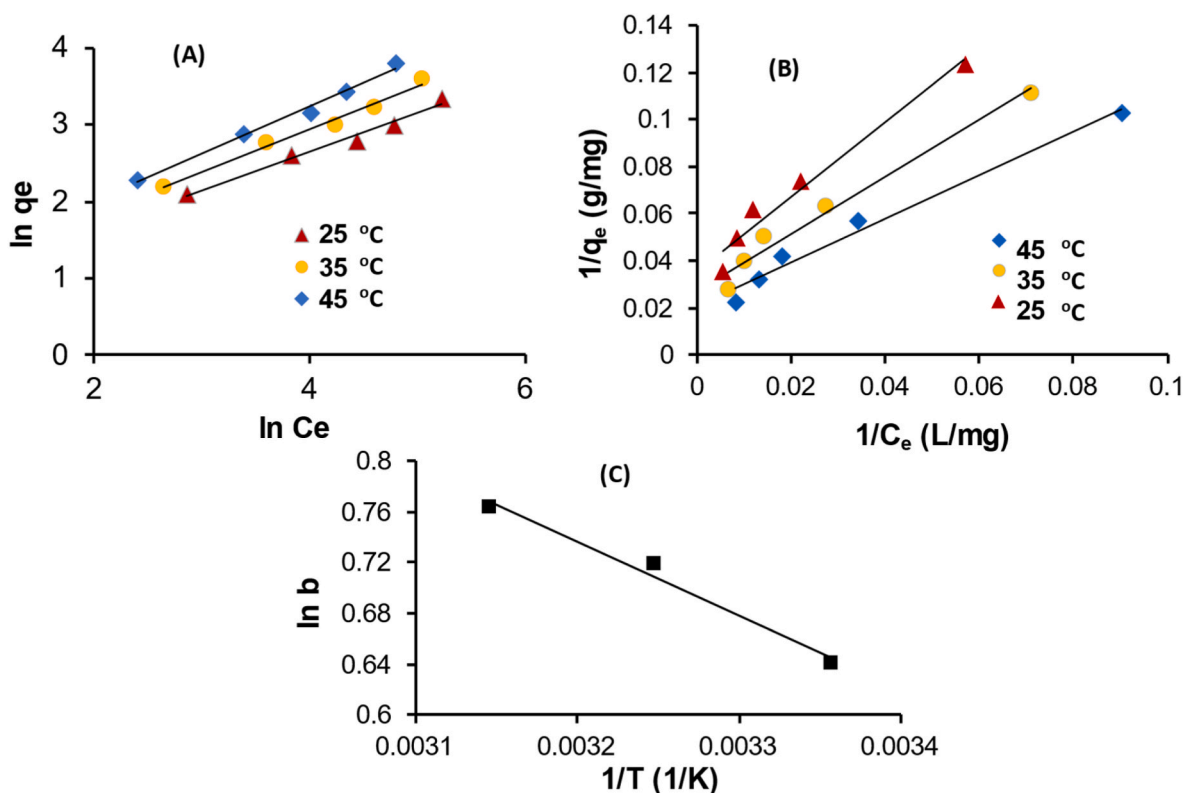 (A)
ln qe
4
3
2
1
0
2
4
6
ln Ce
25 °C
35 °C
45 °C
(B)
1/qₑ (g/mg)
0.14
0.12
0.1
0.08
0.06
0.04
0.02
0
0
0.02
0.04
0.06
0.08
0.1
1/Cₑ (L/mg)
45 °C
35 °C
25 °C
(C)
ln b
0.8
0.76
0.72
0.68
0.64
0.6
0.0031
0.0032
0.0033
0.0034
1/T (1/K)